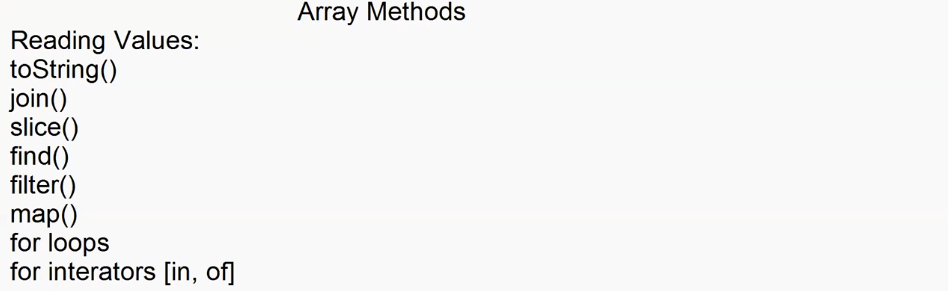 Array Methods
Reading Values:
toString()
join()
slice()
find()
filter()
map()
for loops
for interators [in, of]